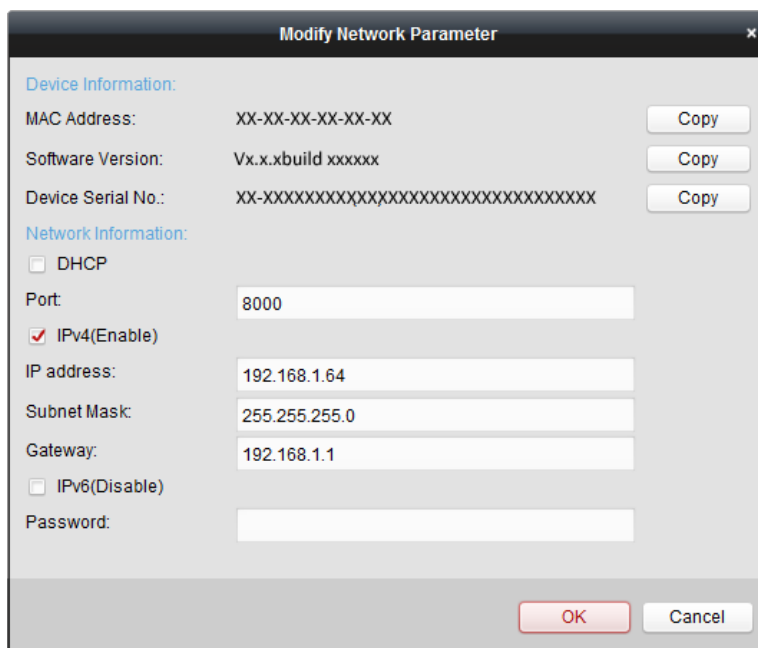 Modify Network Parameter ×
Device Information:
MAC Address: XX-XX-XX-XX-XX-XX Copy
Software Version: Vx.x.xbuild xxxxxx Copy
Device Serial No.: XX-XXXXXXXXXXXXXXXXXXXXXXXXXXXXXXXXX Copy
Network Information:
DHCP
Port: 8000
IPv4(Enable)
IP address: 192.168.1.64
Subnet Mask: 255.255.255.0
Gateway: 192.168.1.1
IPv6(Disable)
Password:
OK Cancel